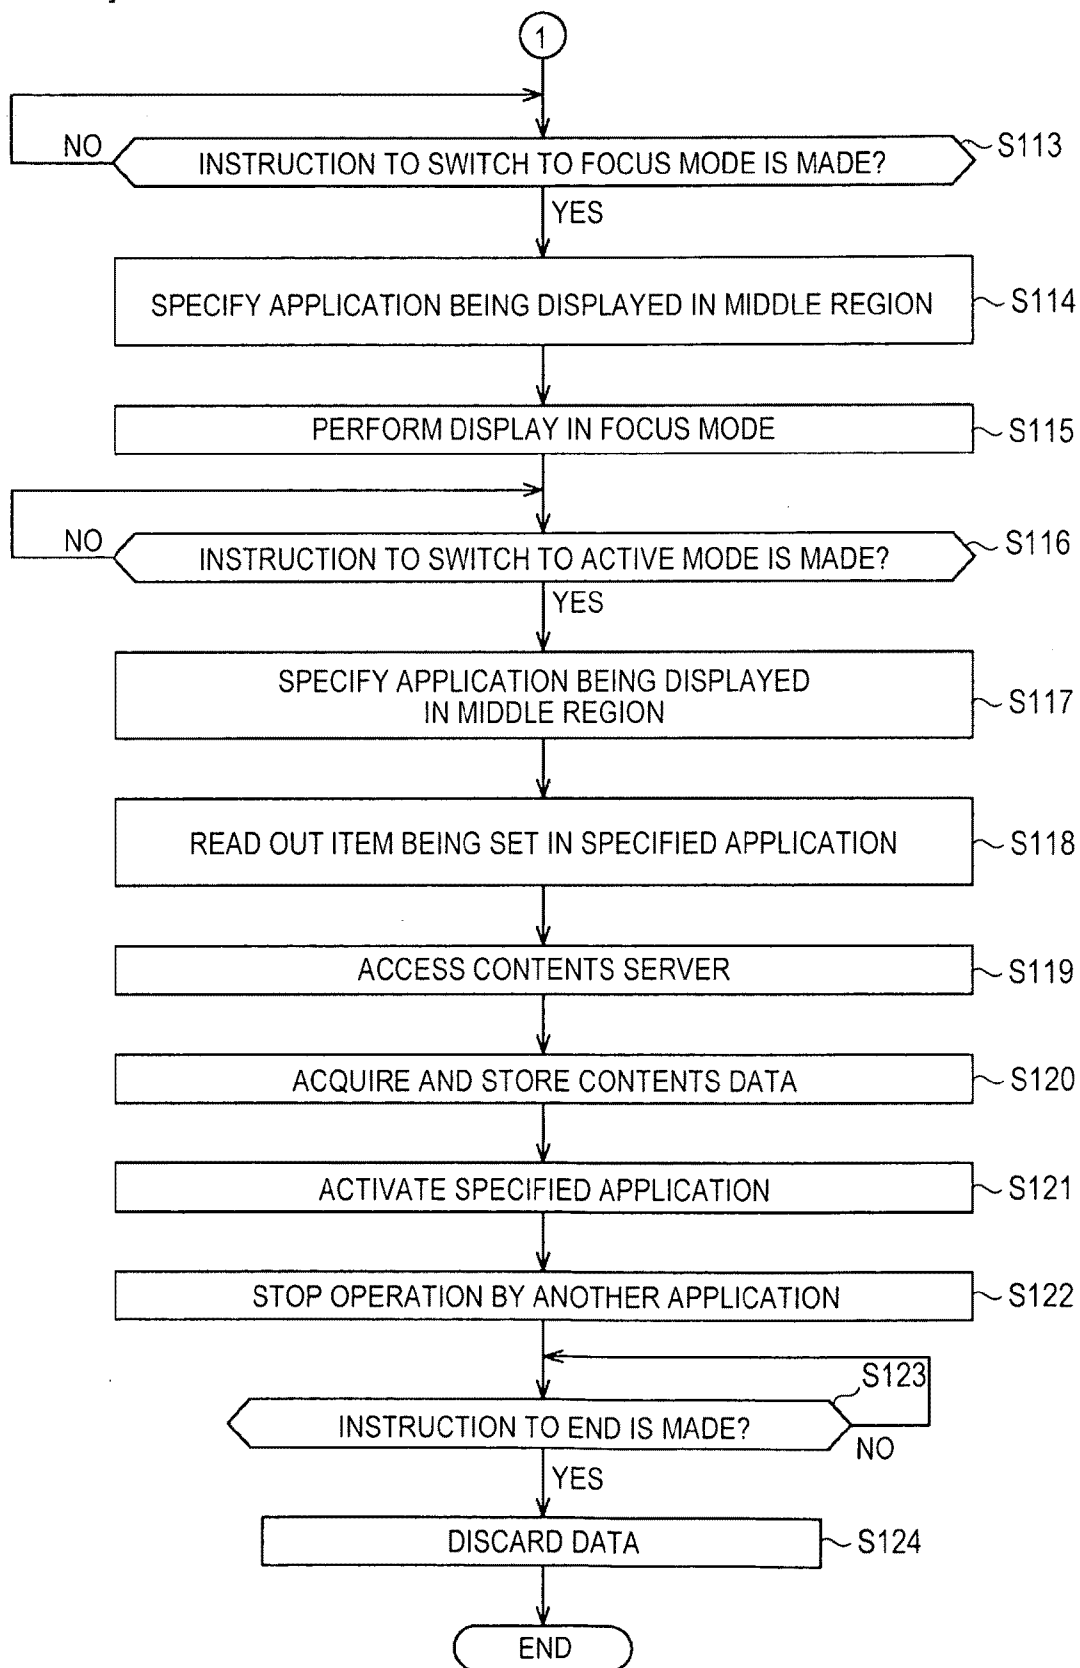 1
NO
INSTRUCTION TO SWITCH TO FOCUS MODE IS MADE?
S113
YES
SPECIFY APPLICATION BEING DISPLAYED IN MIDDLE REGION
S114
PERFORM DISPLAY IN FOCUS MODE
S115
NO
INSTRUCTION TO SWITCH TO ACTIVE MODE IS MADE?
S116
YES
SPECIFY APPLICATION BEING DISPLAYED
IN MIDDLE REGION
S117
READ OUT ITEM BEING SET IN SPECIFIED APPLICATION
S118
ACCESS CONTENTS SERVER
S119
ACQUIRE AND STORE CONTENTS DATA
S120
ACTIVATE SPECIFIED APPLICATION
S121
STOP OPERATION BY ANOTHER APPLICATION
S122
S123
INSTRUCTION TO END IS MADE?
NO
YES
DISCARD DATA
S124
END